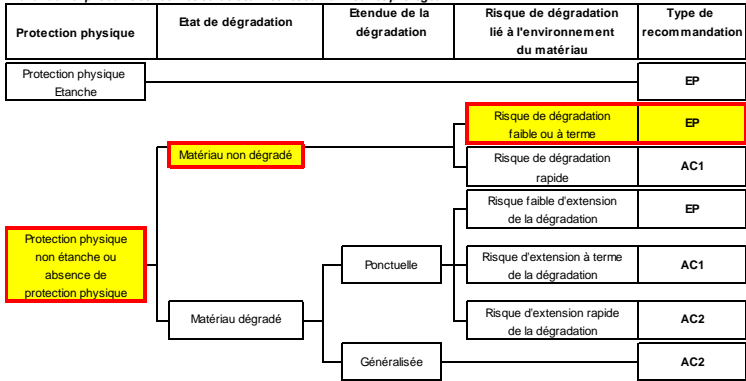 Protection physique
Etat de dégradation
Etendue de la
dégradation
Risque de dégradation
lié à l'environnement
du matériau
Type de
recommandation
Protection physique
Etanche
EP
Risque de dégradation
faible ou à terme
EP
Matériau non dégradé
Risque de dégradation
rapide
AC1
Risque faible d'extension
de la dégradation
EP
Protection physique
non étanche ou
absence de
protection physique
Ponctuelle
Risque d'extension à terme
de la dégradation
AC1
Matériau dégradé
Risque d'extension rapide
de la dégradation
AC2
Généralisée
AC2